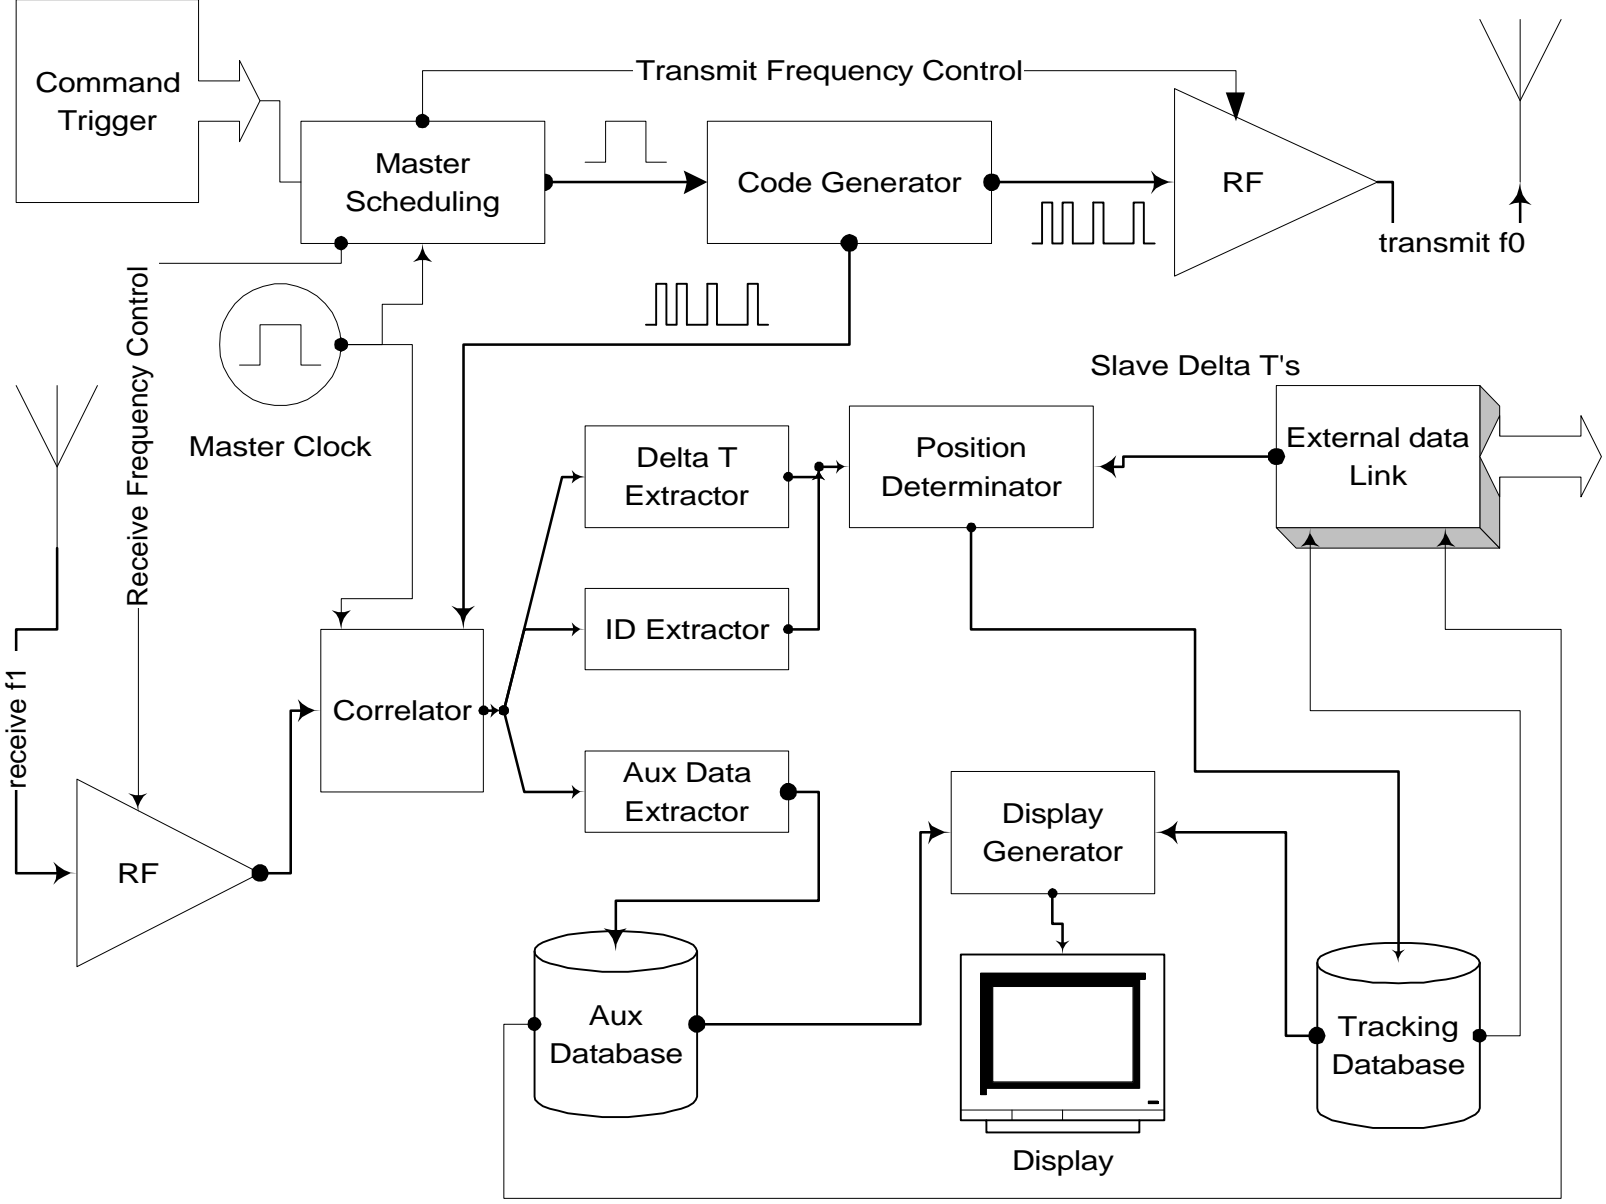 Command
Trigger
Transmit Frequency Control
Master
Scheduling
Code Generator
RF
transmit f0
Receive Frequency Control
Master Clock
Slave Delta T's
Delta T
Extractor
Position
Determinator
External data
Link
ID Extractor
receive f1
Correlator
Aux Data
Extractor
Display
Generator
RF
Aux
Database
Tracking
Database
Display